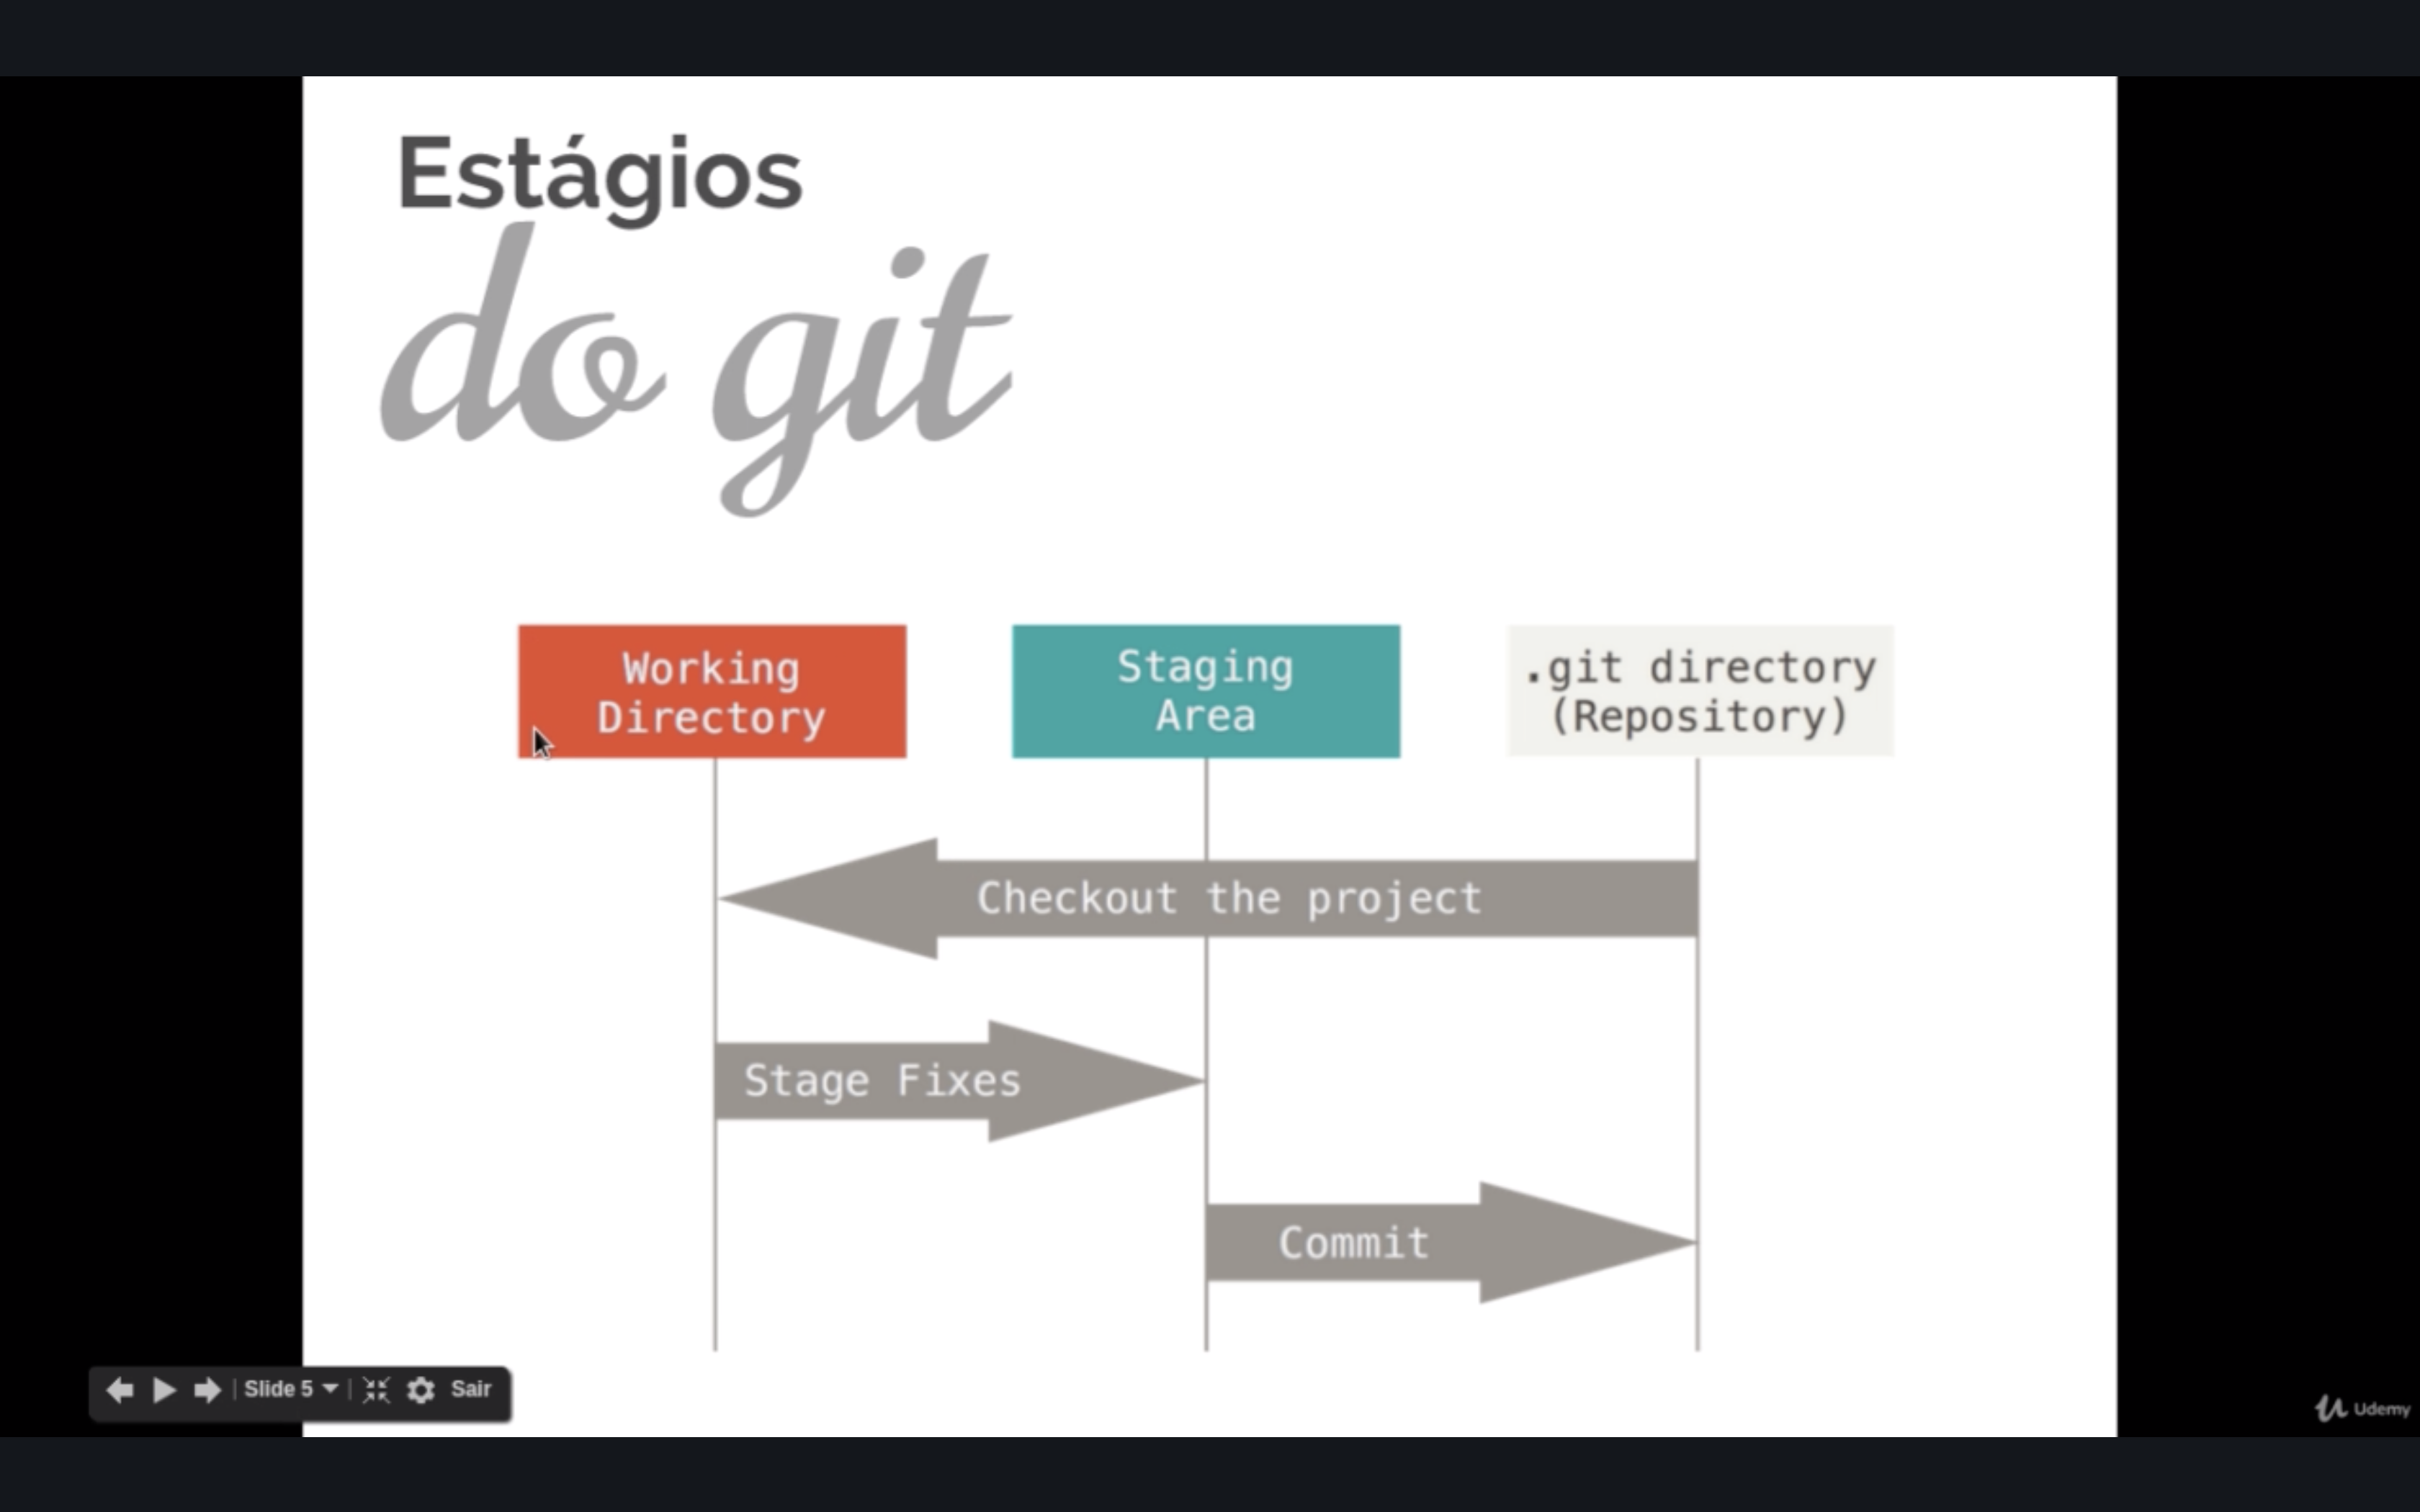 Estágios
do git
Working
Directory
Staging
Area
.git directory
(Repository)
Checkout the project
Stage Fixes
Commit
Slide 5
Sair
Udemy